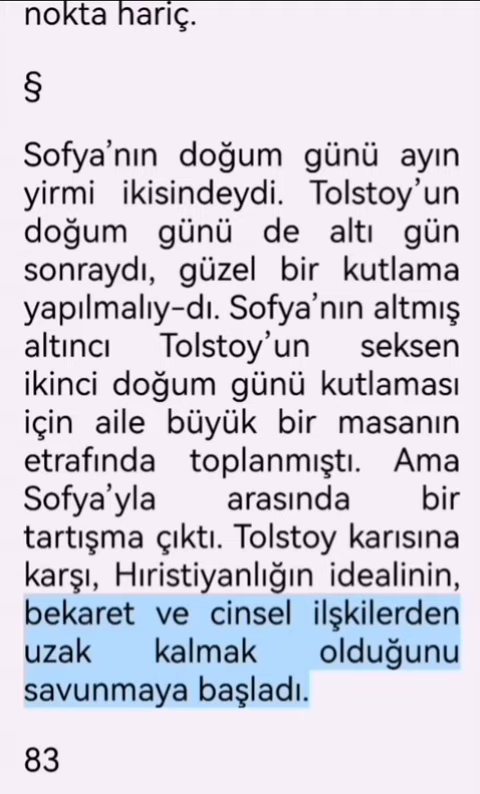 nokta hariç.
§
Sofya’nın doğum günü ayın
yirmi ikisindeydi. Tolstoy’un
doğum günü de altı gün
sonraydı, güzel bir kutlama
yapılmalıy-dı. Sofya’nın altmış
altıncı Tolstoy’un seksen
ikinci doğum günü kutlaması
için aile büyük bir masanın
etrafında toplanmıştı. Ama
Sofya’yla arasında bir
tartışma çıktı. Tolstoy karısına
karşı, Hıristiyanlığın idealinin,
bekaret ve cinsel ilşkilerden
uzak kalmak olduğunu
savunmaya başladı.
83